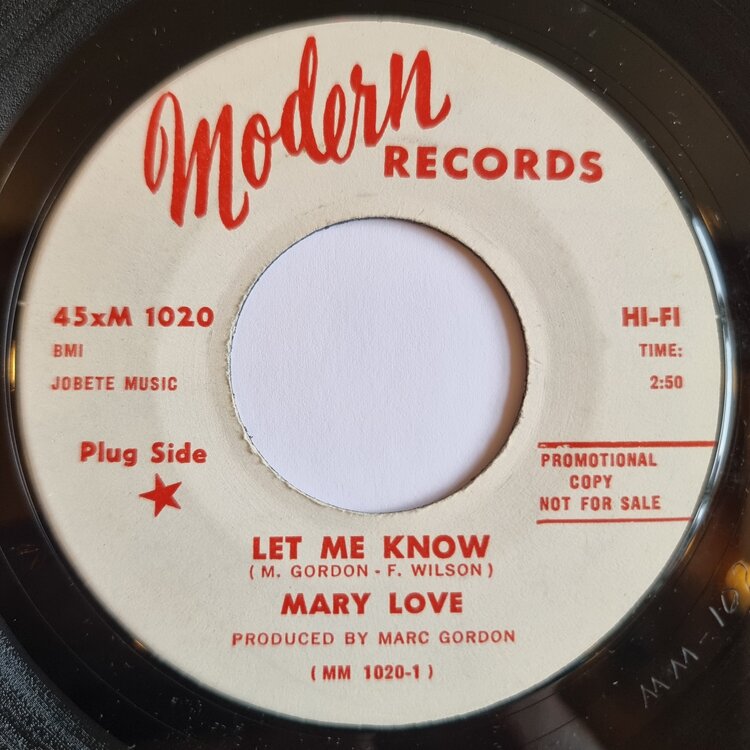 Modern
RECORDS
45xM 1020
HI-FI
BMI
TIME:
JOBETE MUSIC
2:50
Plug Side
PROMOTIONAL
COPY
NOT FOR SALE
LET ME KNOW
( M. GORDON - F. WILSON )
MARY LOVE
PRODUCED BY MARC GORDON
( MM 1020-1 )